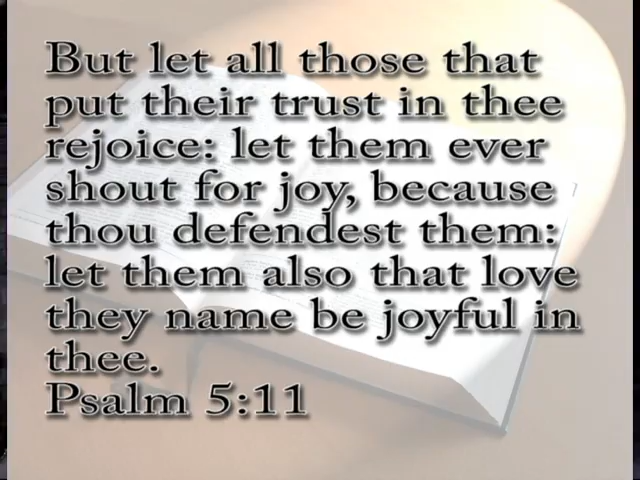 But let all those that
put their trust in thee
rejoice: let them ever
shout for joy, because
thou defendest them:
let them also that love
they name be joyful in
thee.
Psalm 5:11